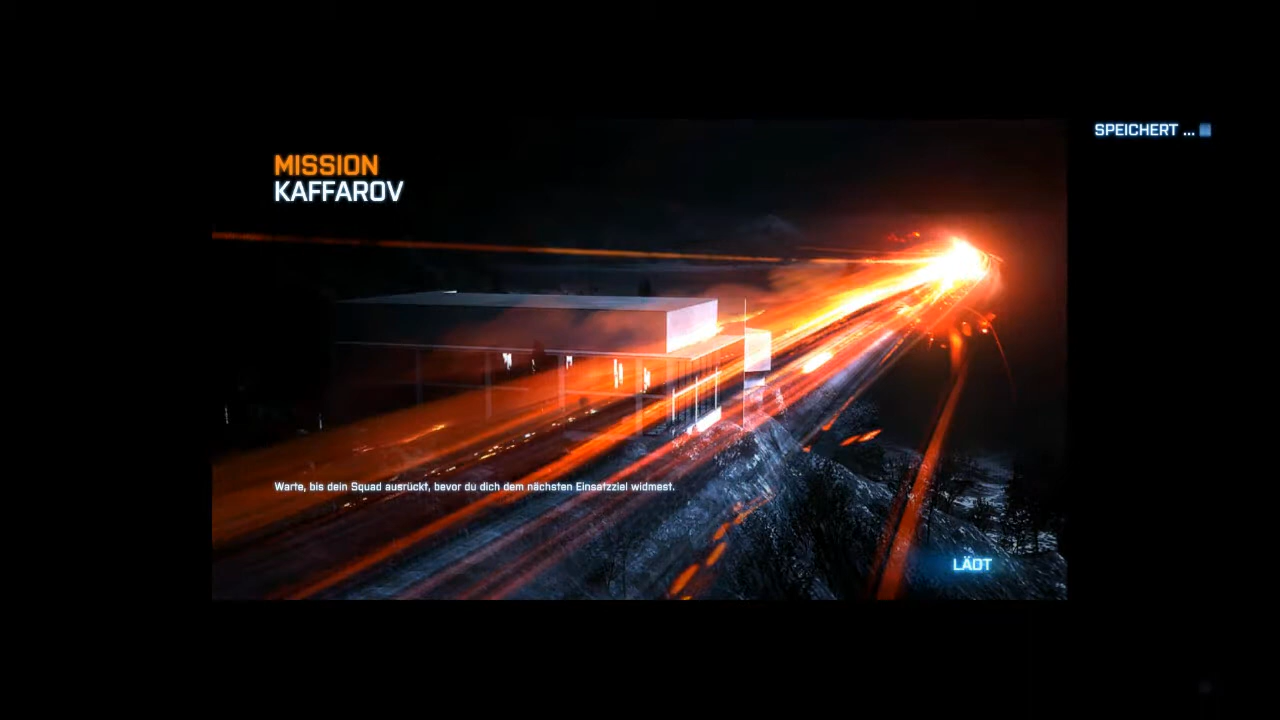 SPEICHERT ...
MISSION
KAFFAROV
Warte, bis dein Squad ausrückt, bevor du dich dem nächsten Einsatzziel widmest.
LÄDT